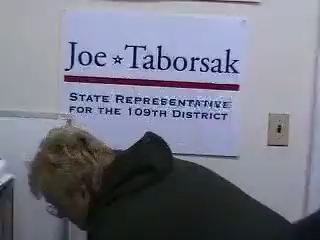 Joe ★ Taborsak
STATE REPRESENTATIVE
FOR THE 109TH DISTRICT